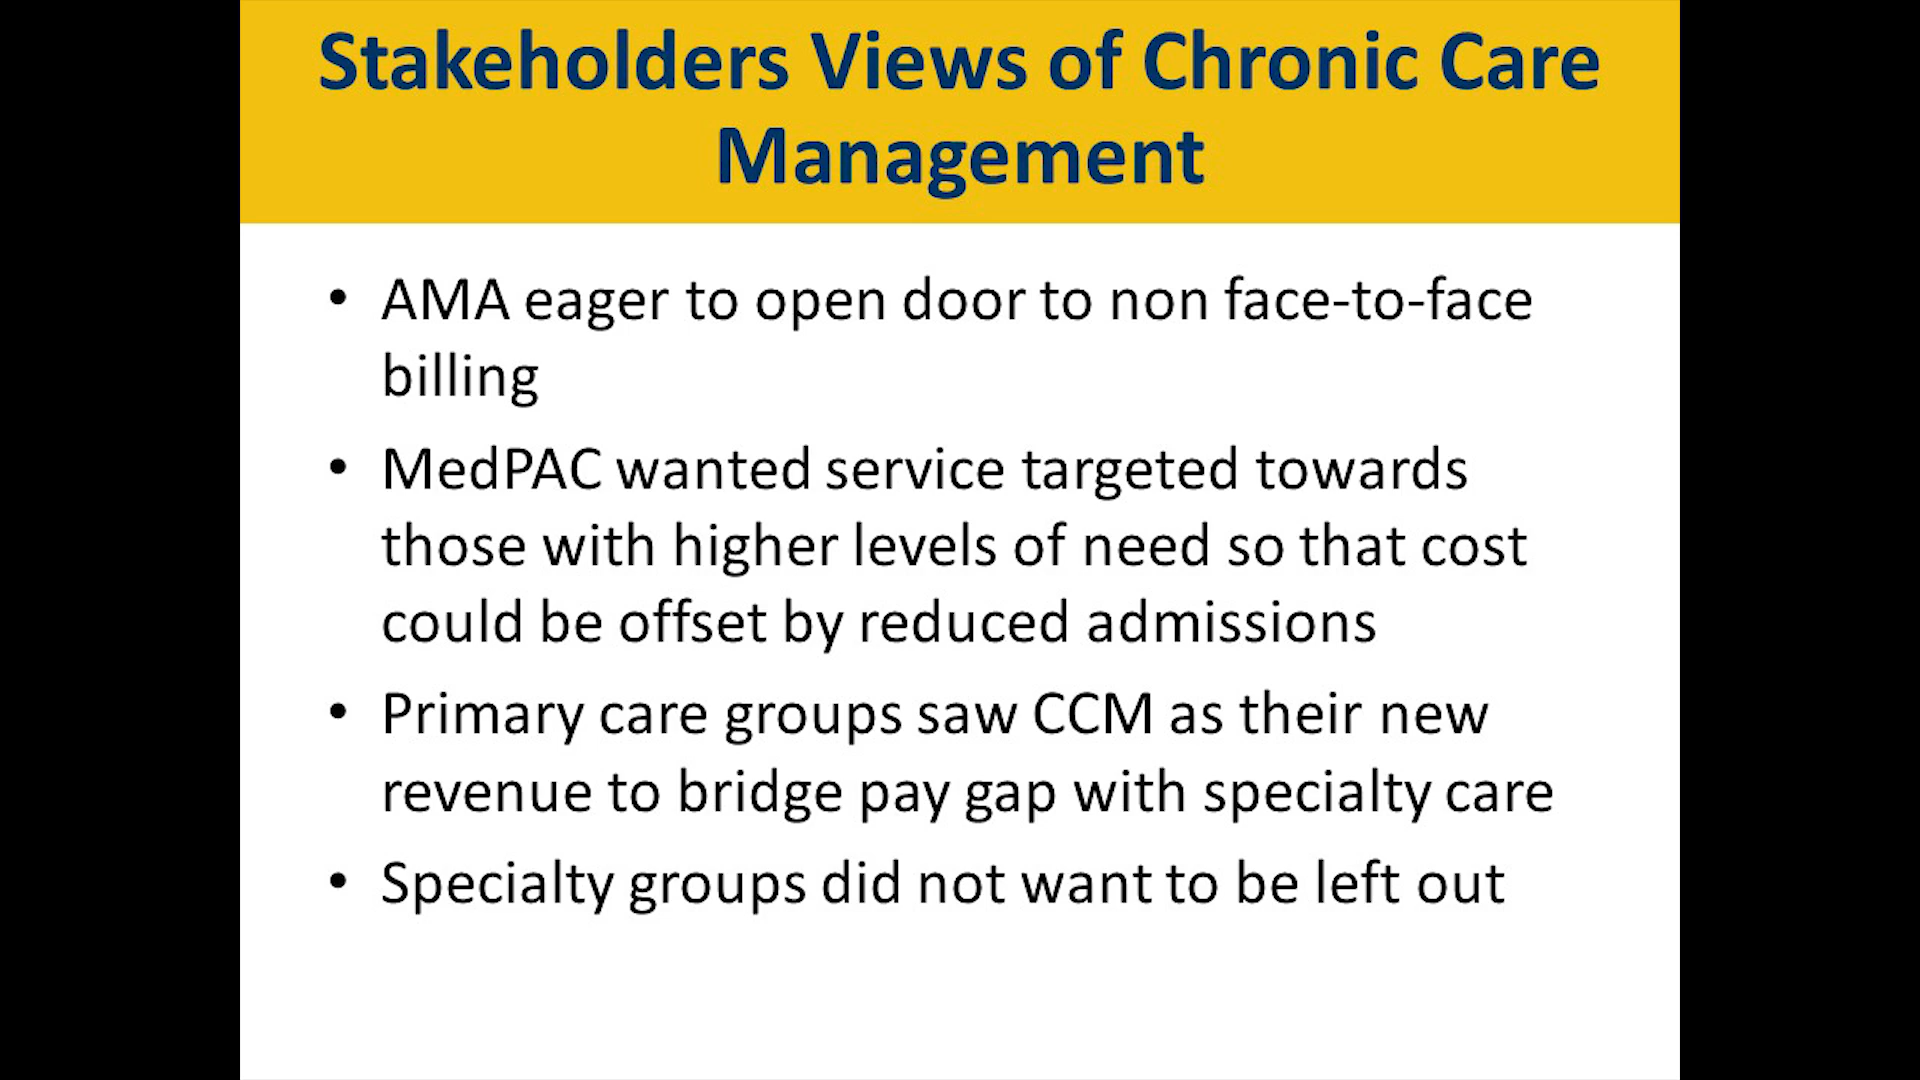 Stakeholders Views of Chronic Care
Management
• AMA eager to open door to non face-to-face
billing
• MedPAC wanted service targeted towards
those with higher levels of need so that cost
could be offset by reduced admissions
• Primary care groups saw CCM as their new
revenue to bridge pay gap with specialty care
• Specialty groups did not want to be left out